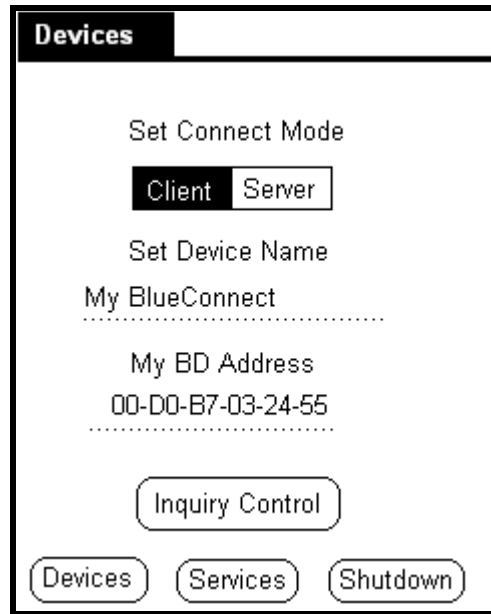 Devices
Set Connect Mode
Client Server
Set Device Name
My BlueConnect
My BD Address
00-D0-B7-03-24-55
Inquiry Control
Devices Services Shutdown